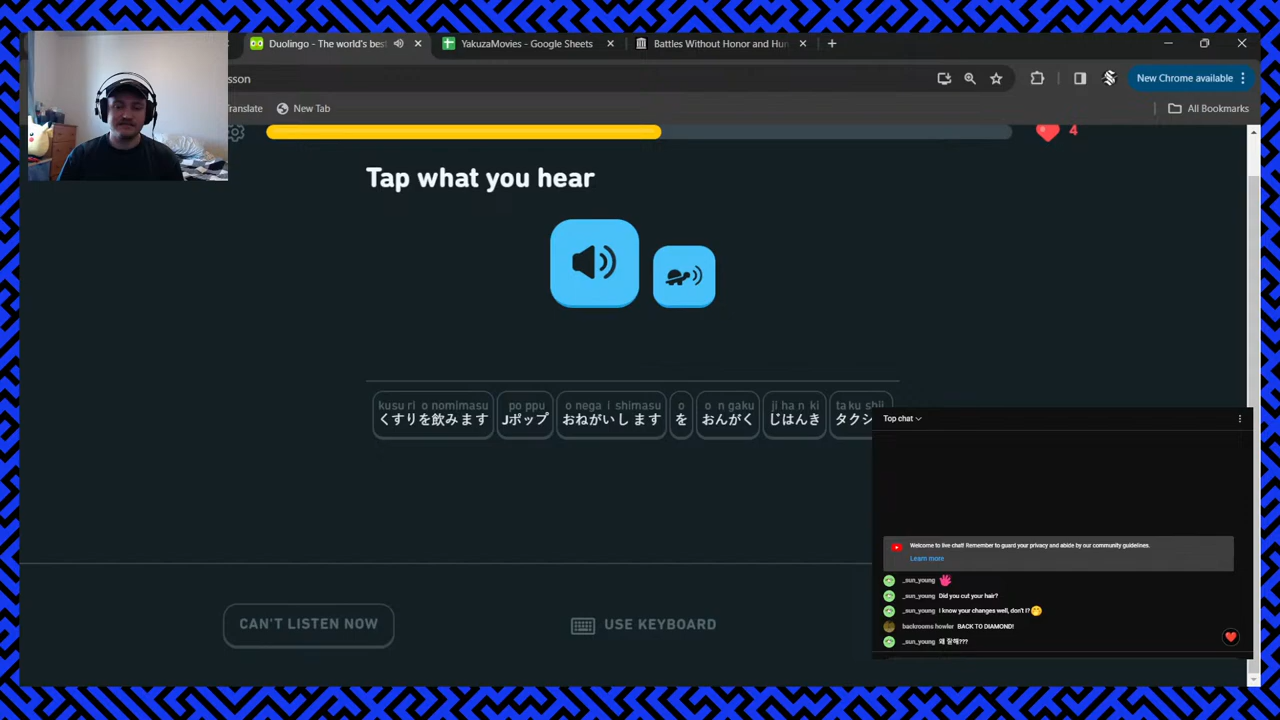 Duolingo - The world's best
YakuzaMovies - Google Sheets
Battles Without Honor and Hun
sson
New Chrome available
Translate
New Tab
All Bookmarks
4
Tap what you hear
kusu ri o nomimasu
くすりを飲みます
po ppu
Jポップ
o nega i shimasu
おねがいします
o
を
o n gaku
おんがく
ji ha n ki
じはんき
ta ku shii
タクシ
Top chat
Welcome to live chat! Remember to guard your privacy and abide by our community guidelines.
Learn more
_sun_young
_sun_young Did you cut your hair?
_sun_young I know your changes well, don't I?
backrooms howler BACK TO DIAMOND!
_sun_young 왜 잘해???
CAN'T LISTEN NOW
USE KEYBOARD